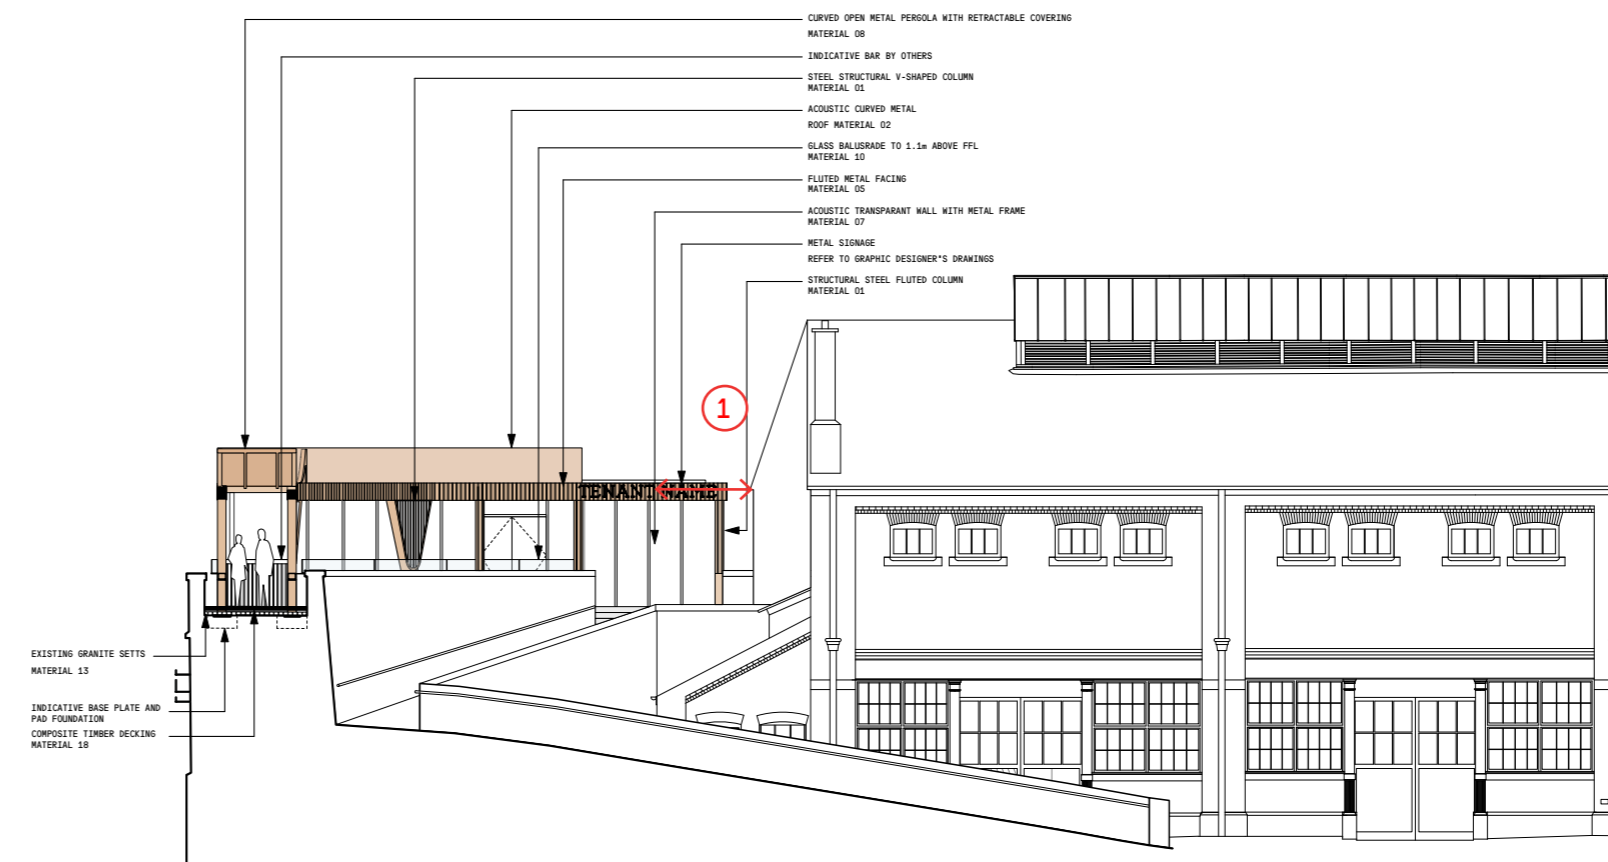 CURVED OPEN METAL PERGOLA WITH RETRACTABLE COVERING
MATERIAL 08
INDICATIVE BAR BY OTHERS
STEEL STRUCTURAL V-SHAPED COLUMN
MATERIAL 01
ACOUSTIC CURVED METAL
ROOF MATERIAL 02
GLASS BALUSRADE TO 1.1m ABOVE FFL
MATERIAL 10
FLUTED METAL FACING
MATERIAL 05
ACOUSTIC TRANSPARANT WALL WITH METAL FRAME
MATERIAL 07
METAL SIGNAGE
REFER TO GRAPHIC DESIGNER'S DRAWINGS
STRUCTURAL STEEL FLUTED COLUMN
MATERIAL 01
1
TENANT NAME
EXISTING GRANITE SETTS
MATERIAL 13
INDICATIVE BASE PLATE AND
PAD FOUNDATION
COMPOSITE TIMBER DECKING
MATERIAL 18